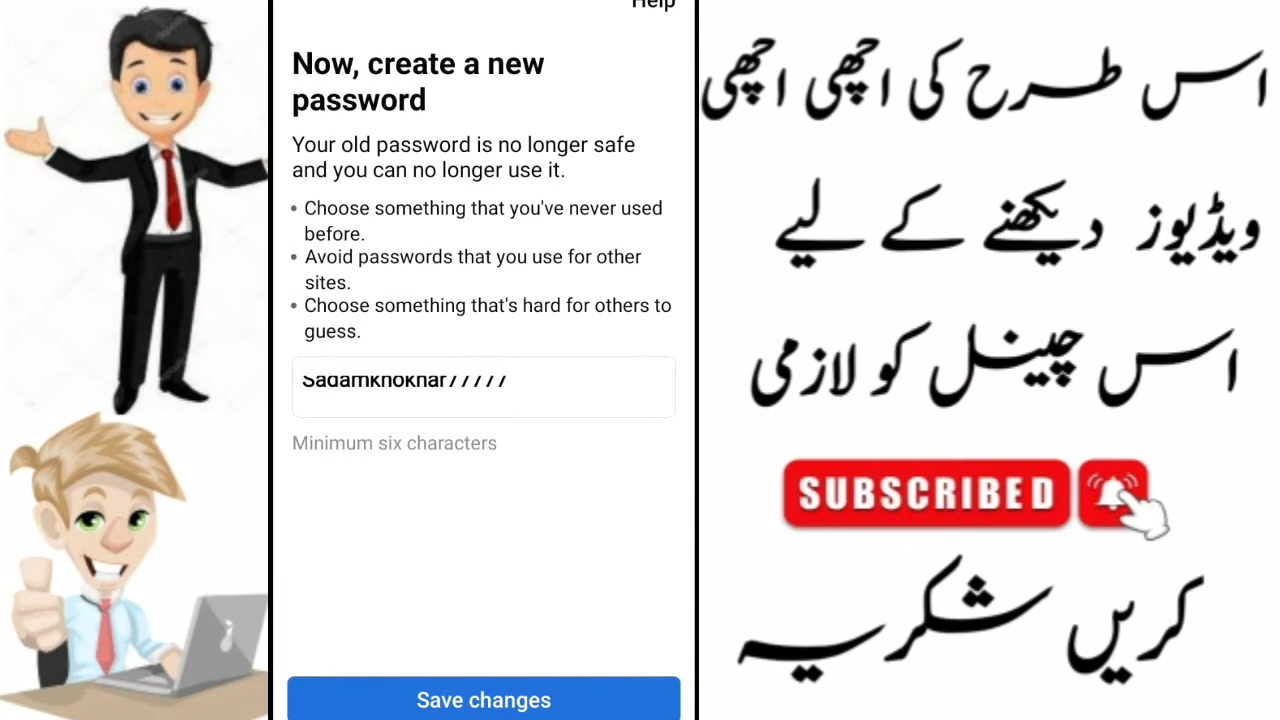 Help
Now, create a new
password
Your old password is no longer safe
and you can no longer use it.
• Choose something that you've never used
before.
• Avoid passwords that you use for other
sites.
• Choose something that's hard for others to
guess.
Sadamkhokhar77777
Minimum six characters
Save changes
اس طرح کی اچھی اچھی
ویڈیوز دیکھنے کے لیے
اس چینل کو لازمی
SUBSCRIBED
کریں شکریہ